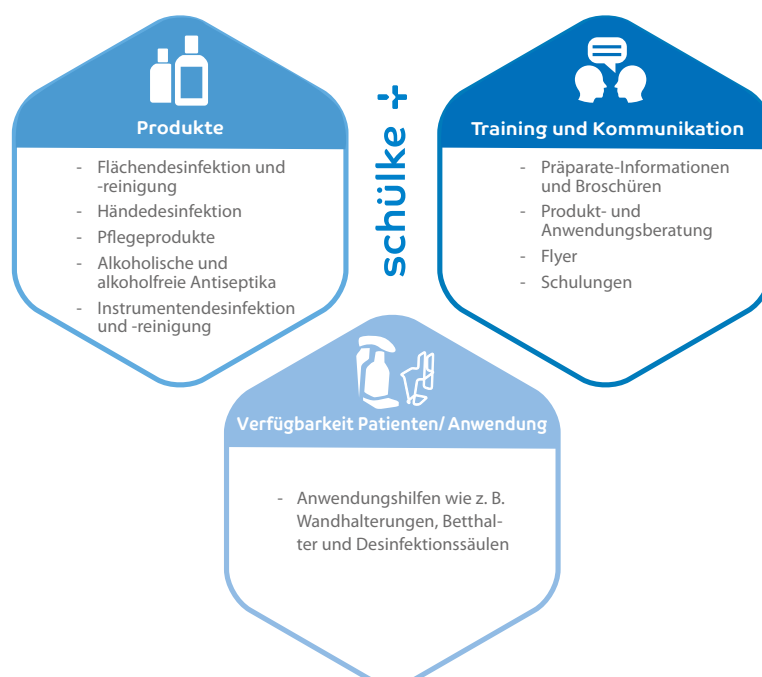 Produkte
- Flächendesinfektion und
-reinigung
- Händedesinfektion
- Pflegeprodukte
- Alkoholische und
alkoholfreie Antiseptika
- Instrumentendesinfektion
und -reinigung
schülke +
Training und Kommunikation
- Präparate-Informationen
und Broschüren
- Produkt- und
Anwendungsberatung
- Flyer
- Schulungen
Verfügbarkeit Patienten/ Anwendung
- Anwendungshilfen wie z. B.
Wandhalterungen, Betthal-
ter und Desinfektionssäulen